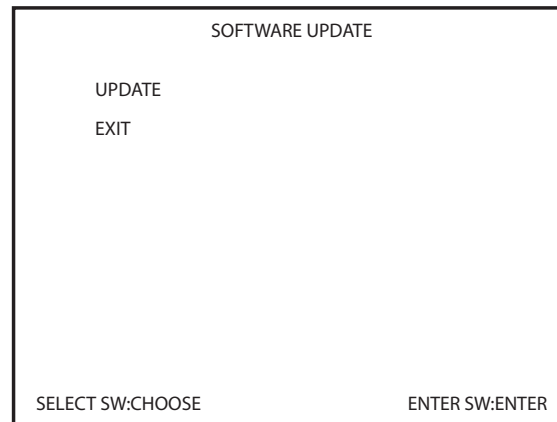 SOFTWARE UPDATE
UPDATE
EXIT
SELECT SW:CHOOSE ENTER SW:ENTER